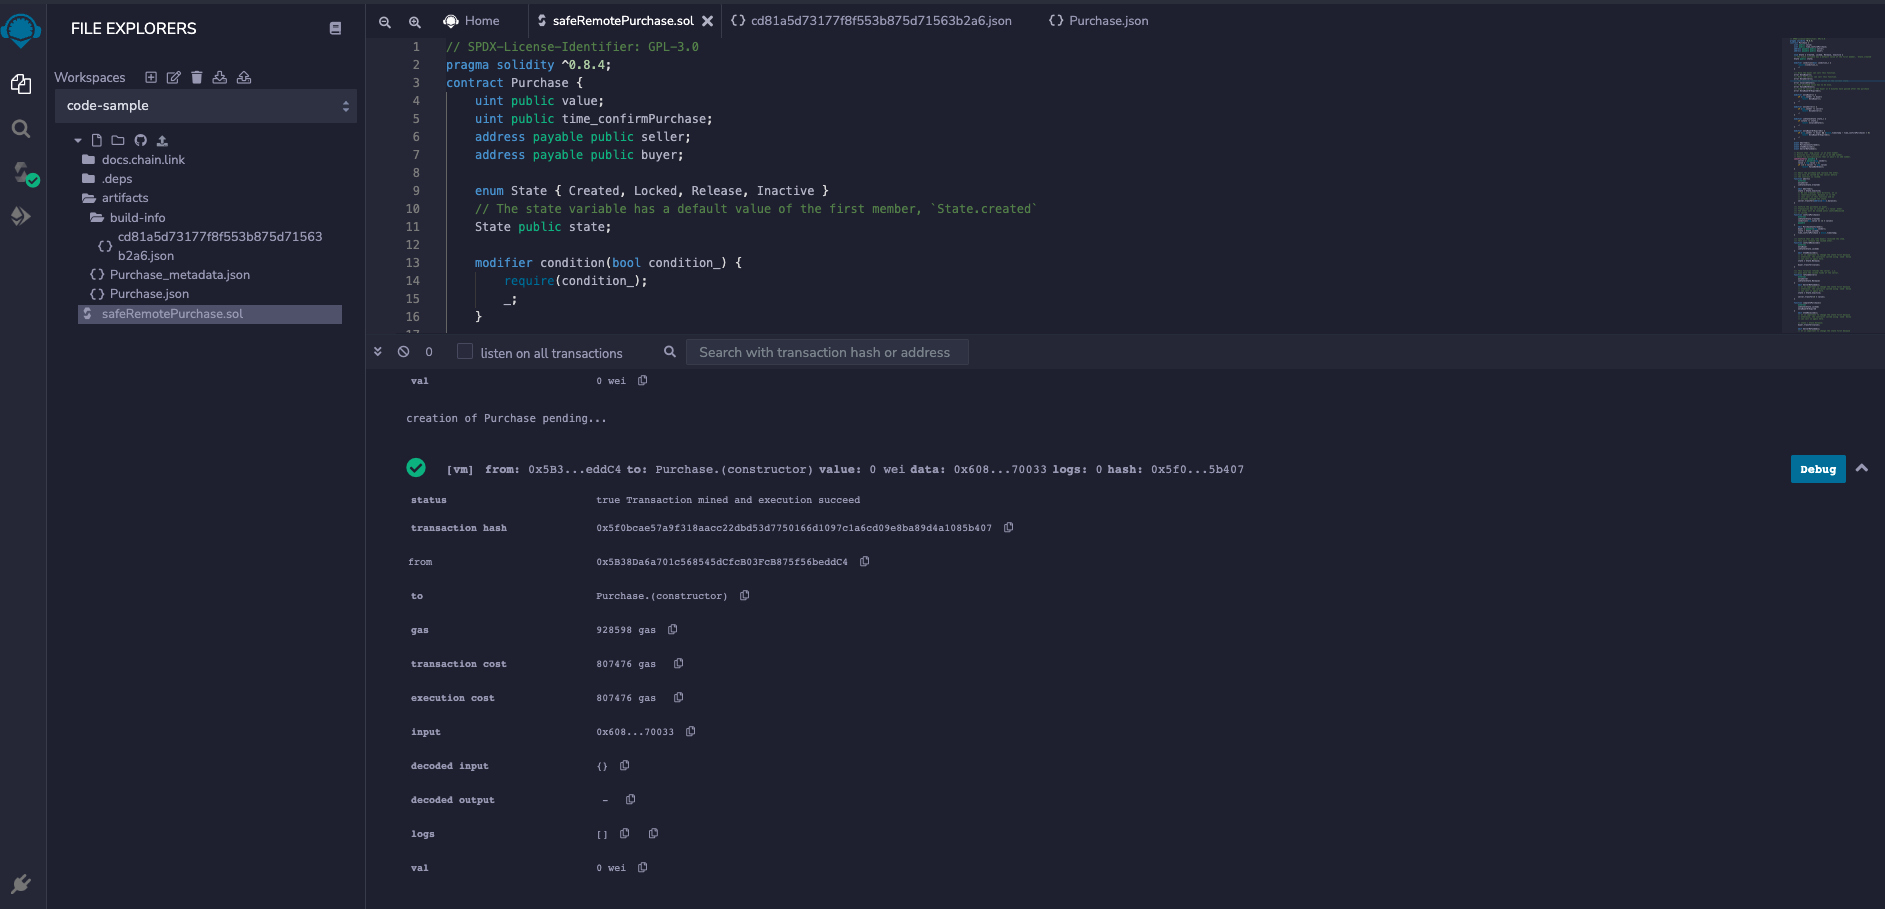 FILE EXPLORERS
Workspaces
code-sample
docs.chain.link
.deps
artifacts
build-info
cd81a5d73177f8f553b875d71563
b2a6.json
Purchase_metadata.json
Purchase.json
safeRemotePurchase.sol
Home
safeRemotePurchase.sol
cd81a5d73177f8f553b875d71563b2a6.json
Purchase.json
1 // SPDX-License-Identifier: GPL-3.0
2 pragma solidity ^0.8.4;
3 contract Purchase {
4 uint public value;
5 uint public time_confirmPurchase;
6 address payable public seller;
7 address payable public buyer;
8
9 enum State { Created, Locked, Release, Inactive }
10 // The state variable has a default value of the first member, `State.created`
11 State public state;
12
13 modifier condition(bool condition_) {
14 require(condition_);
15 _;
16 }
17
0 listen on all transactions Search with transaction hash or address
val 0 wei
creation of Purchase pending...
[vm] from: 0x5B3...eddC4 to: Purchase.(constructor) value: 0 wei data: 0x608...70033 logs: 0 hash: 0x5f0...5b407
Debug
status true Transaction mined and execution succeed
transaction hash 0x5f0bcae57a9f318aacc22dbd53d7750166d1097c1a6cd09e8ba89d4a1085b407
from 0x5B38Da6a701c568545dCfcB03FcB875f56beddC4
to Purchase.(constructor)
gas 928598 gas
transaction cost 807476 gas
execution cost 807476 gas
input 0x608...70033
decoded input {}
decoded output -
logs []
val 0 wei